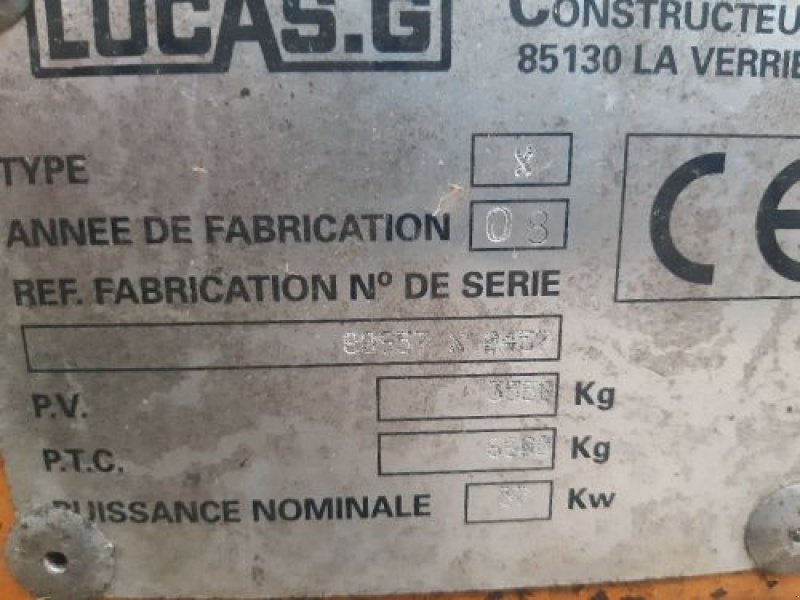 LUCAS.G
CONSTRUCTEU
85130 LA VERRIE
TYPE X
ANNEE DE FABRICATION 08
CE
REF. FABRICATION Nº DE SERIE
P.V. Kg
P.T.C. Kg
PUISSANCE NOMINALE Kw